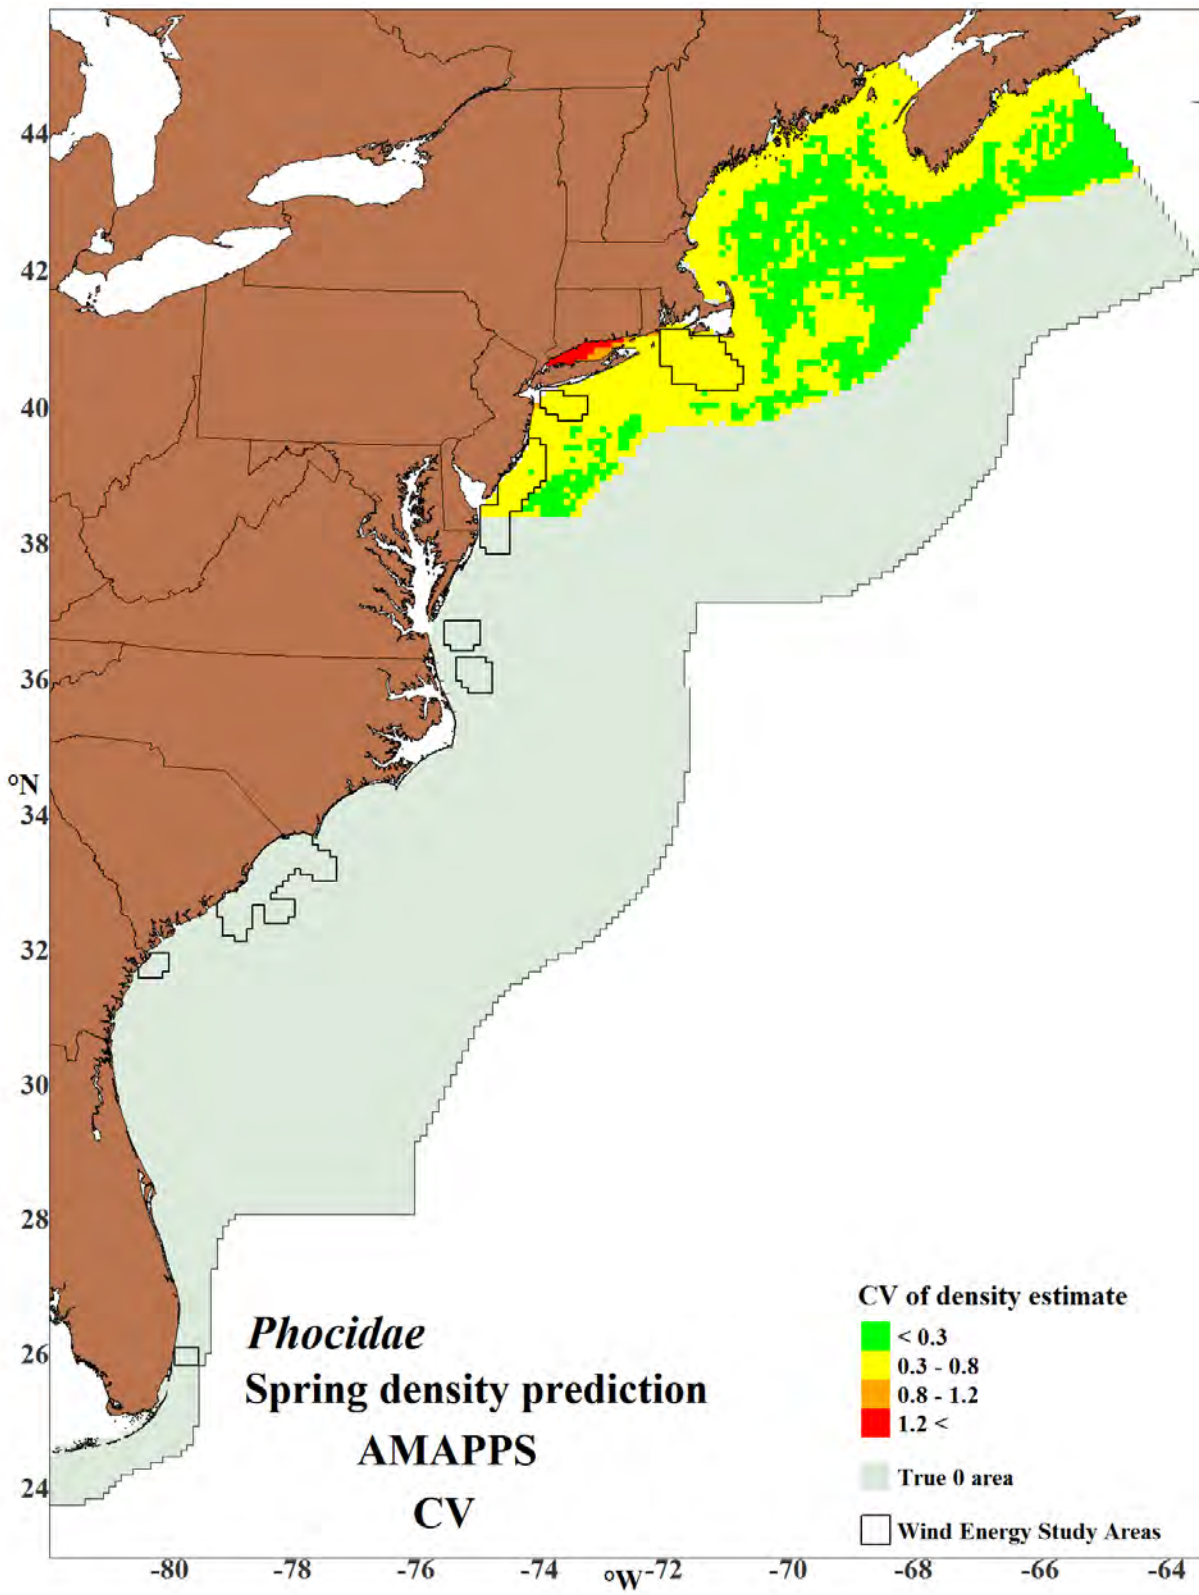 44
42
40
38
36
°N
34
32
30
28
26
24
Phocidae
Spring density prediction
AMAPPS
CV
CV of density estimate
< 0.3
0.3 - 0.8
0.8 - 1.2
1.2 <
True 0 area
Wind Energy Study Areas
-80 -78 -76 -74 °W -72 -70 -68 -66 -64